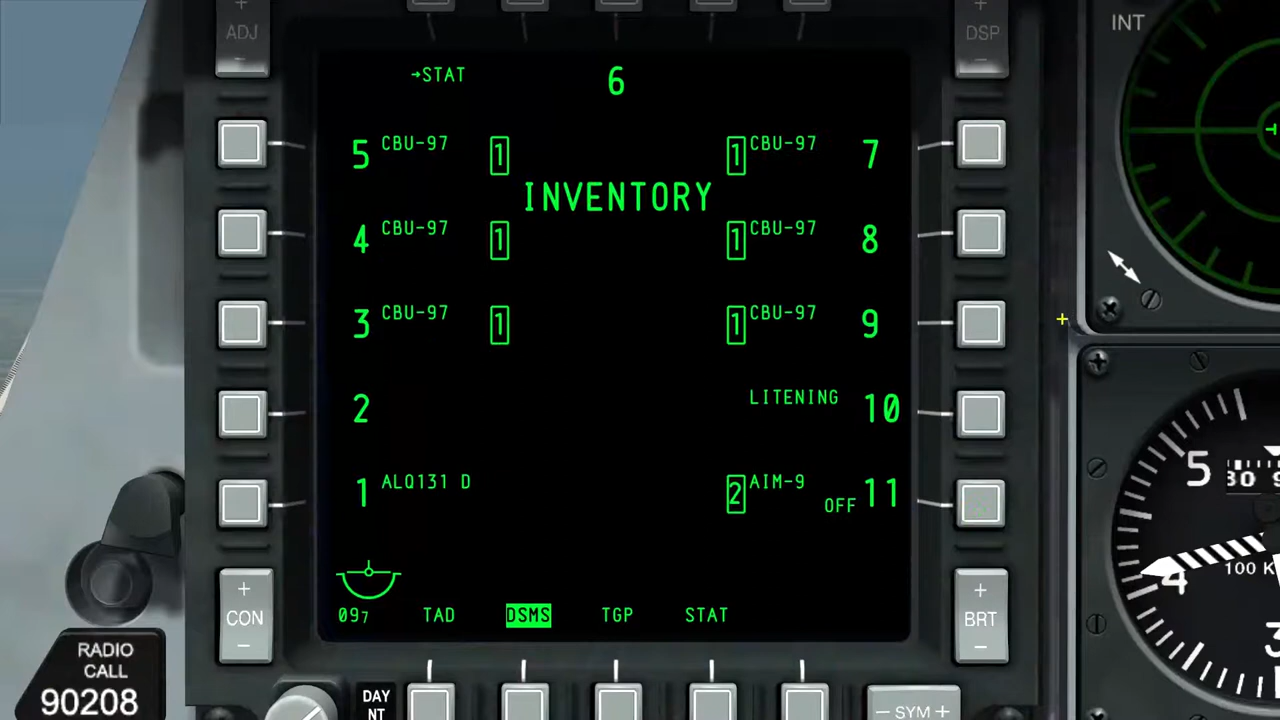 ADJ
DSP
INT
→STAT
6
5 CBU-97 1
1 CBU-97 7
INVENTORY
4 CBU-97 1
1 CBU-97 8
3 CBU-97 1
1 CBU-97 9
2
LITENING 10
1 ALQ131 D
2 AIM-9 OFF 11
097
TAD
DSMS
TGP
STAT
+
CON
−
+
BRT
−
RADIO
CALL
90208
DAY
NT
− SYM +
5
4
100
3